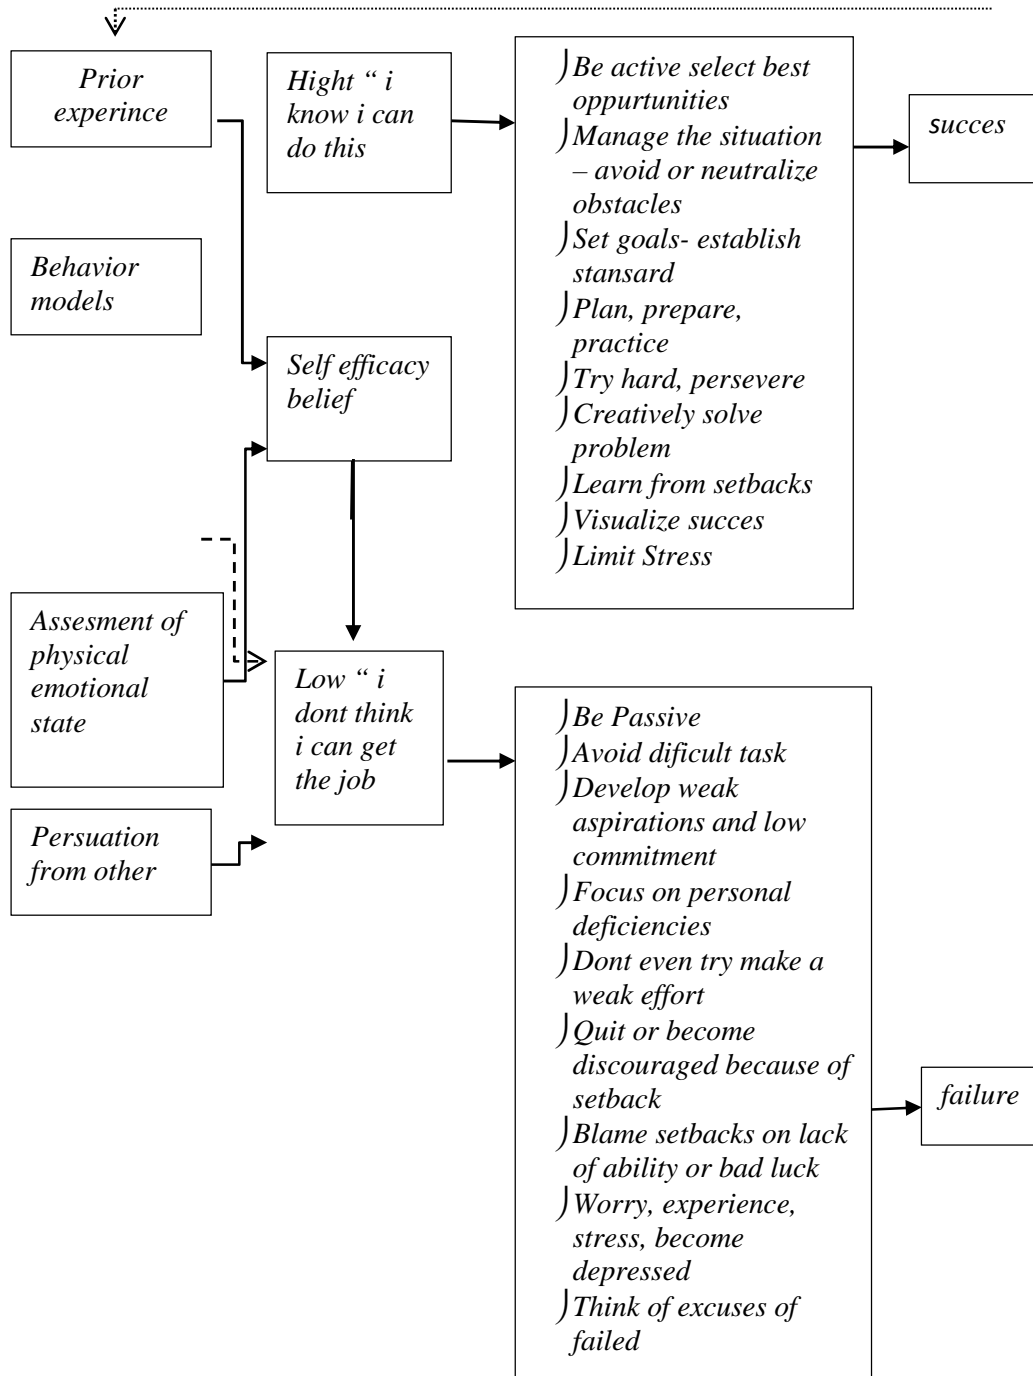 Prior
experince
Hight “ i
know i can
do this
Be active select best
oppurtunities
Manage the situation
– avoid or neutralize
obstacles
Set goals- establish
stansard
Plan, prepare,
practice
Try hard, persevere
Creatively solve
problem
Learn from setbacks
Visualize succes
Limit Stress
succes
Behavior
models
Self efficacy
belief
Assesment of
physical
emotional
state
Low “ i
dont think
i can get
the job
Persuation
from other
Be Passive
Avoid dificult task
Develop weak
aspirations and low
commitment
Focus on personal
deficiencies
Dont even try make a
weak effort
Quit or become
discouraged because of
setback
Blame setbacks on lack
of ability or bad luck
Worry, experience,
stress, become
depressed
Think of excuses of
failed
failure